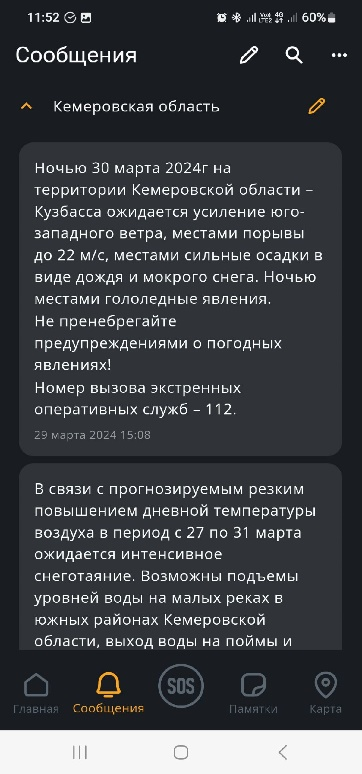 11:52
60%
Сообщения
Кемеровская область
Ночью 30 марта 2024г на
территории Кемеровской области –
Кузбасса ожидается усиление юго-
западного ветра, местами порывы
до 22 м/с, местами сильные осадки в
виде дождя и мокрого снега. Ночью
местами гололедные явления.
Не пренебрегайте
предупреждениями о погодных
явлениях!
Номер вызова экстренных
оперативных служб – 112.
29 марта 2024 15:08
В связи с прогнозируемым резким
повышением дневной температуры
воздуха в период с 27 по 31 марта
ожидается интенсивное
снеготаяние. Возможны подъемы
уровней воды на малых реках в
южных районах Кемеровской
области, выход воды на поймы и
SOS
Главная
Сообщения
Памятки
Карта